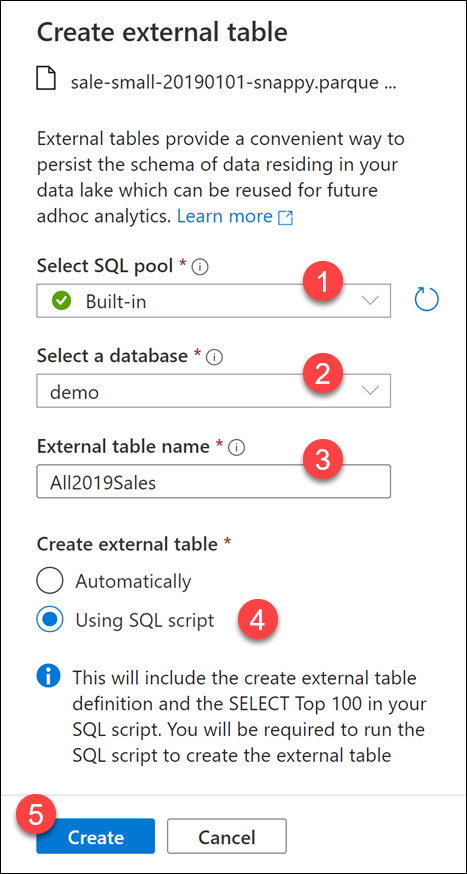 Create external table
sale-small-20190101-snappy.parque ...
External tables provide a convenient way to
persist the schema of data residing in your
data lake which can be reused for future
adhoc analytics. Learn more
Select SQL pool *
1
Built-in
Select a database *
2
demo
External table name *
3
All2019Sales
Create external table *
Automatically
Using SQL script
4
This will include the create external table
definition and the SELECT Top 100 in your
SQL script. You will be required to run the
SQL script to create the external table
5
Create
Cancel